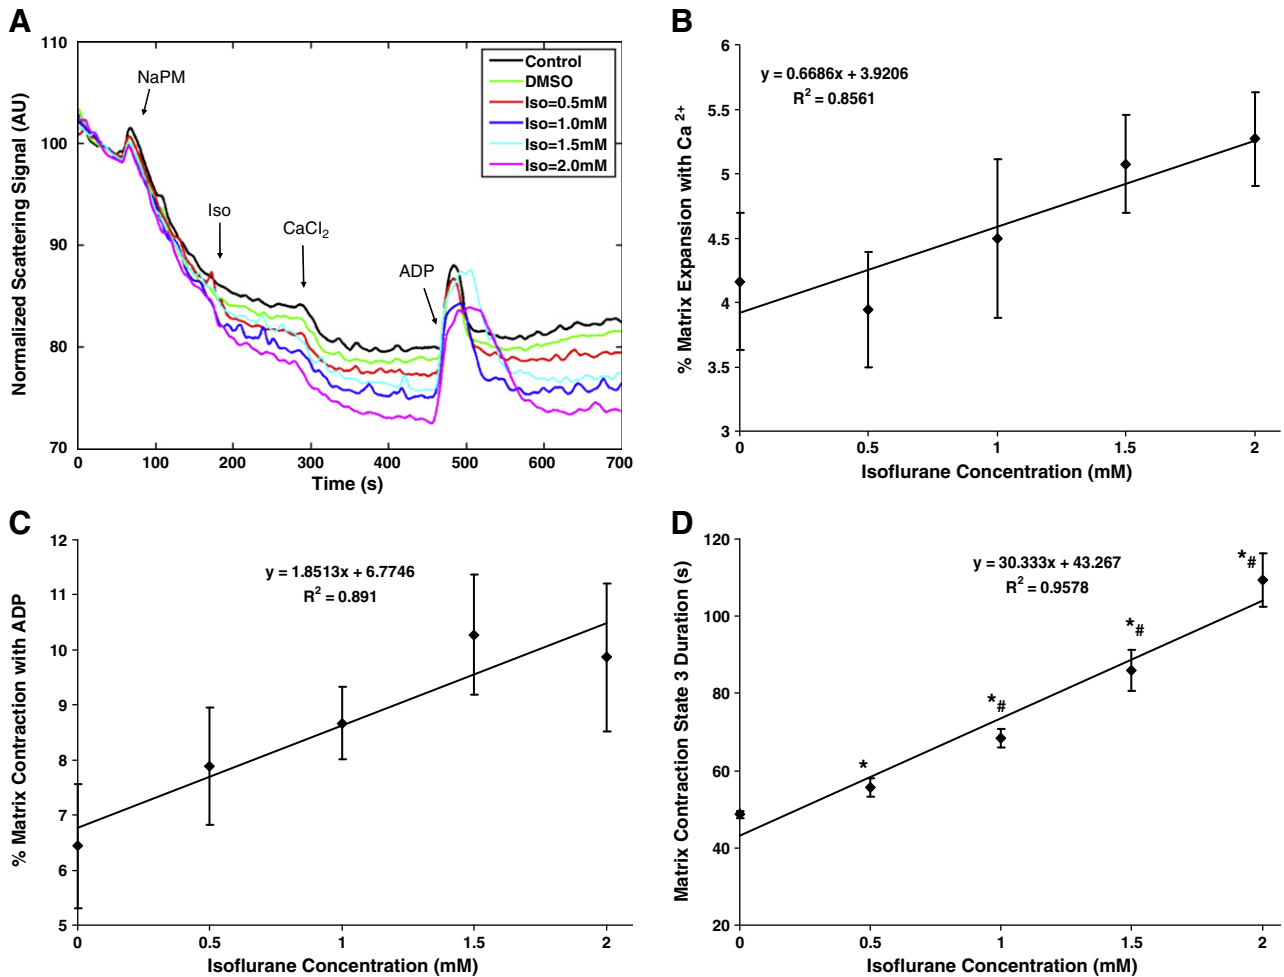 A
Normalized Scattering Signal (AU)
110
100
90
80
70
NaPM
Iso
CaCl2
ADP
Control
DMSO
Iso=0.5mM
Iso=1.0mM
Iso=1.5mM
Iso=2.0mM
0 100 200 300 400 500 600 700
Time (s)
B
% Matrix Expansion with Ca 2+
6
5.5
5
4.5
4
3.5
3
y = 0.6686x + 3.9206
R2 = 0.8561
0 0.5 1 1.5 2
Isoflurane Concentration (mM)
C
% Matrix Contraction with ADP
12
11
10
9
8
7
6
5
y = 1.8513x + 6.7746
R2 = 0.891
0 0.5 1 1.5 2
Isoflurane Concentration (mM)
D
Matrix Contraction State 3 Duration (s)
120
100
80
60
40
20
y = 30.333x + 43.267
R2 = 0.9578
*
*#
*#
*#
0 0.5 1 1.5 2
Isoflurane Concentration (mM)